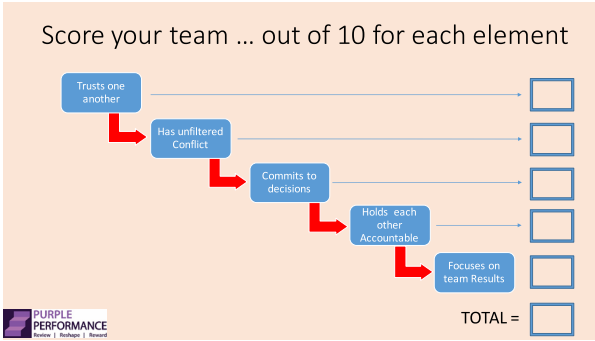 Score your team ... out of 10 for each element
Trusts one
another
Has unfiltered
Conflict
Commits to
decisions
Holds each
other
Accountable
Focuses on
team Results
TOTAL =
PURPLE
PERFORMANCE
Review | Reshape | Reward